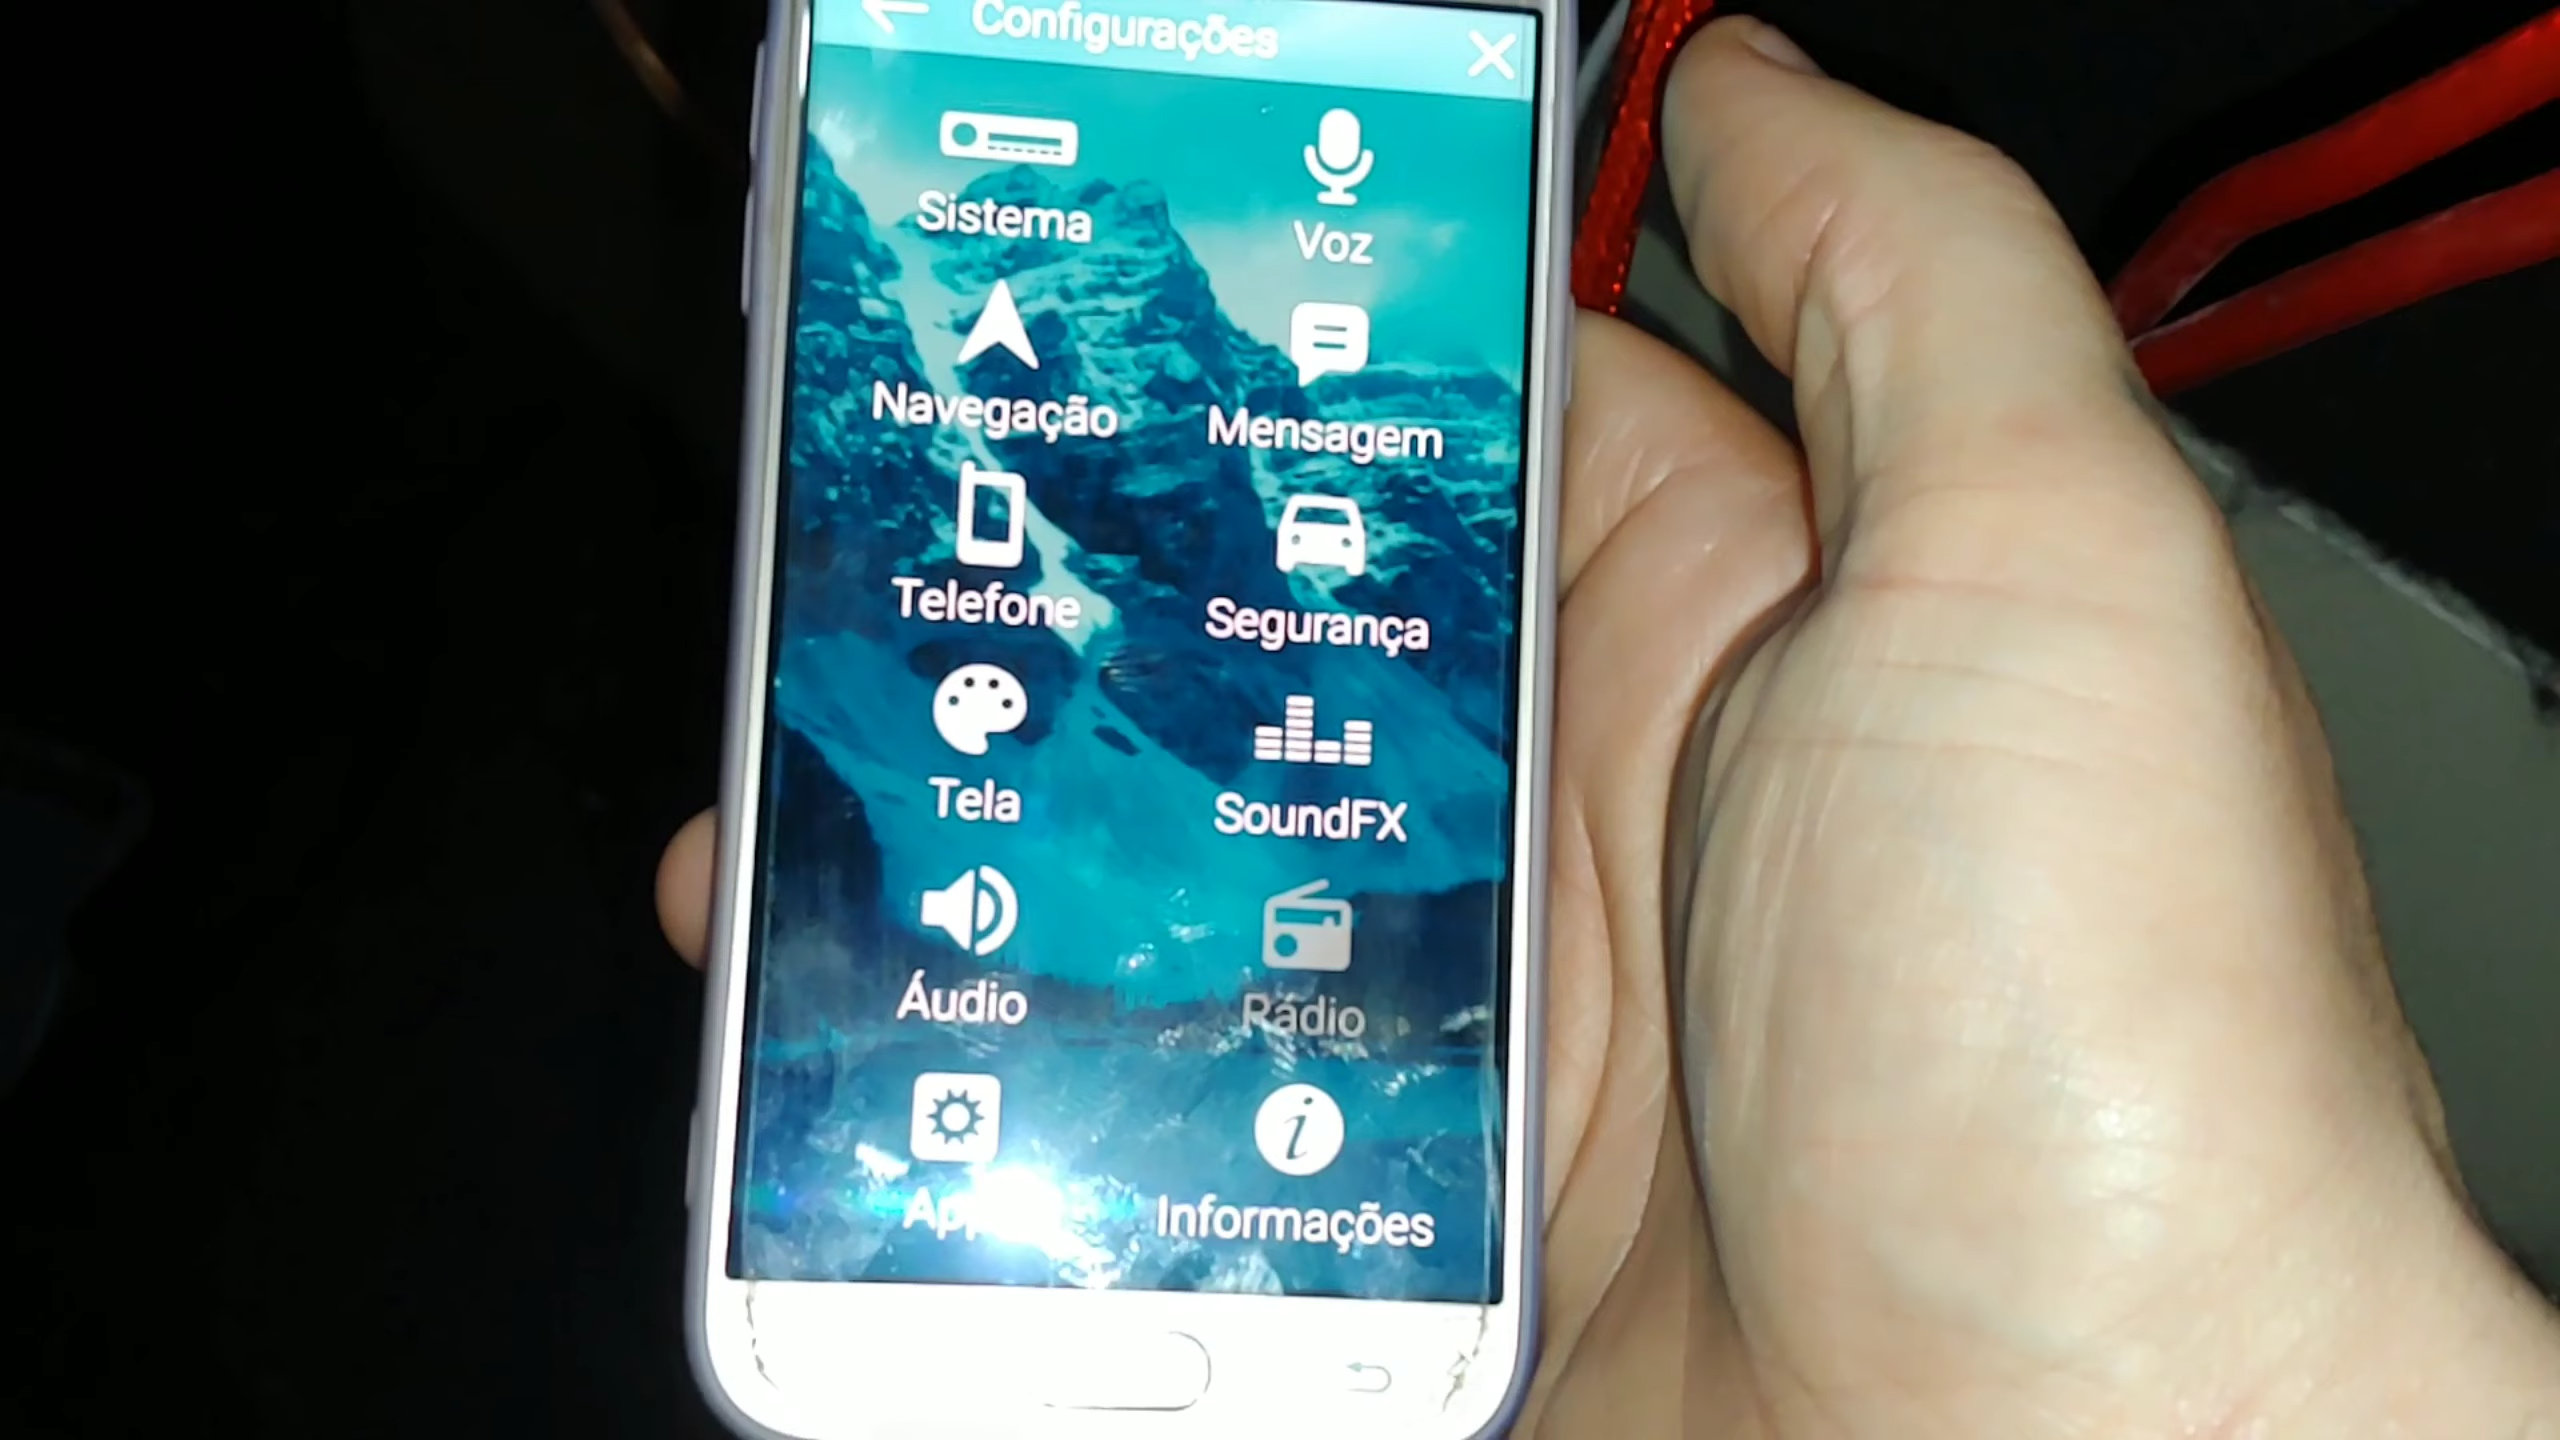 Configurações
Sistema
Voz
Navegação
Mensagem
Telefone
Segurança
Tela
SoundFX
Áudio
Rádio
Informações